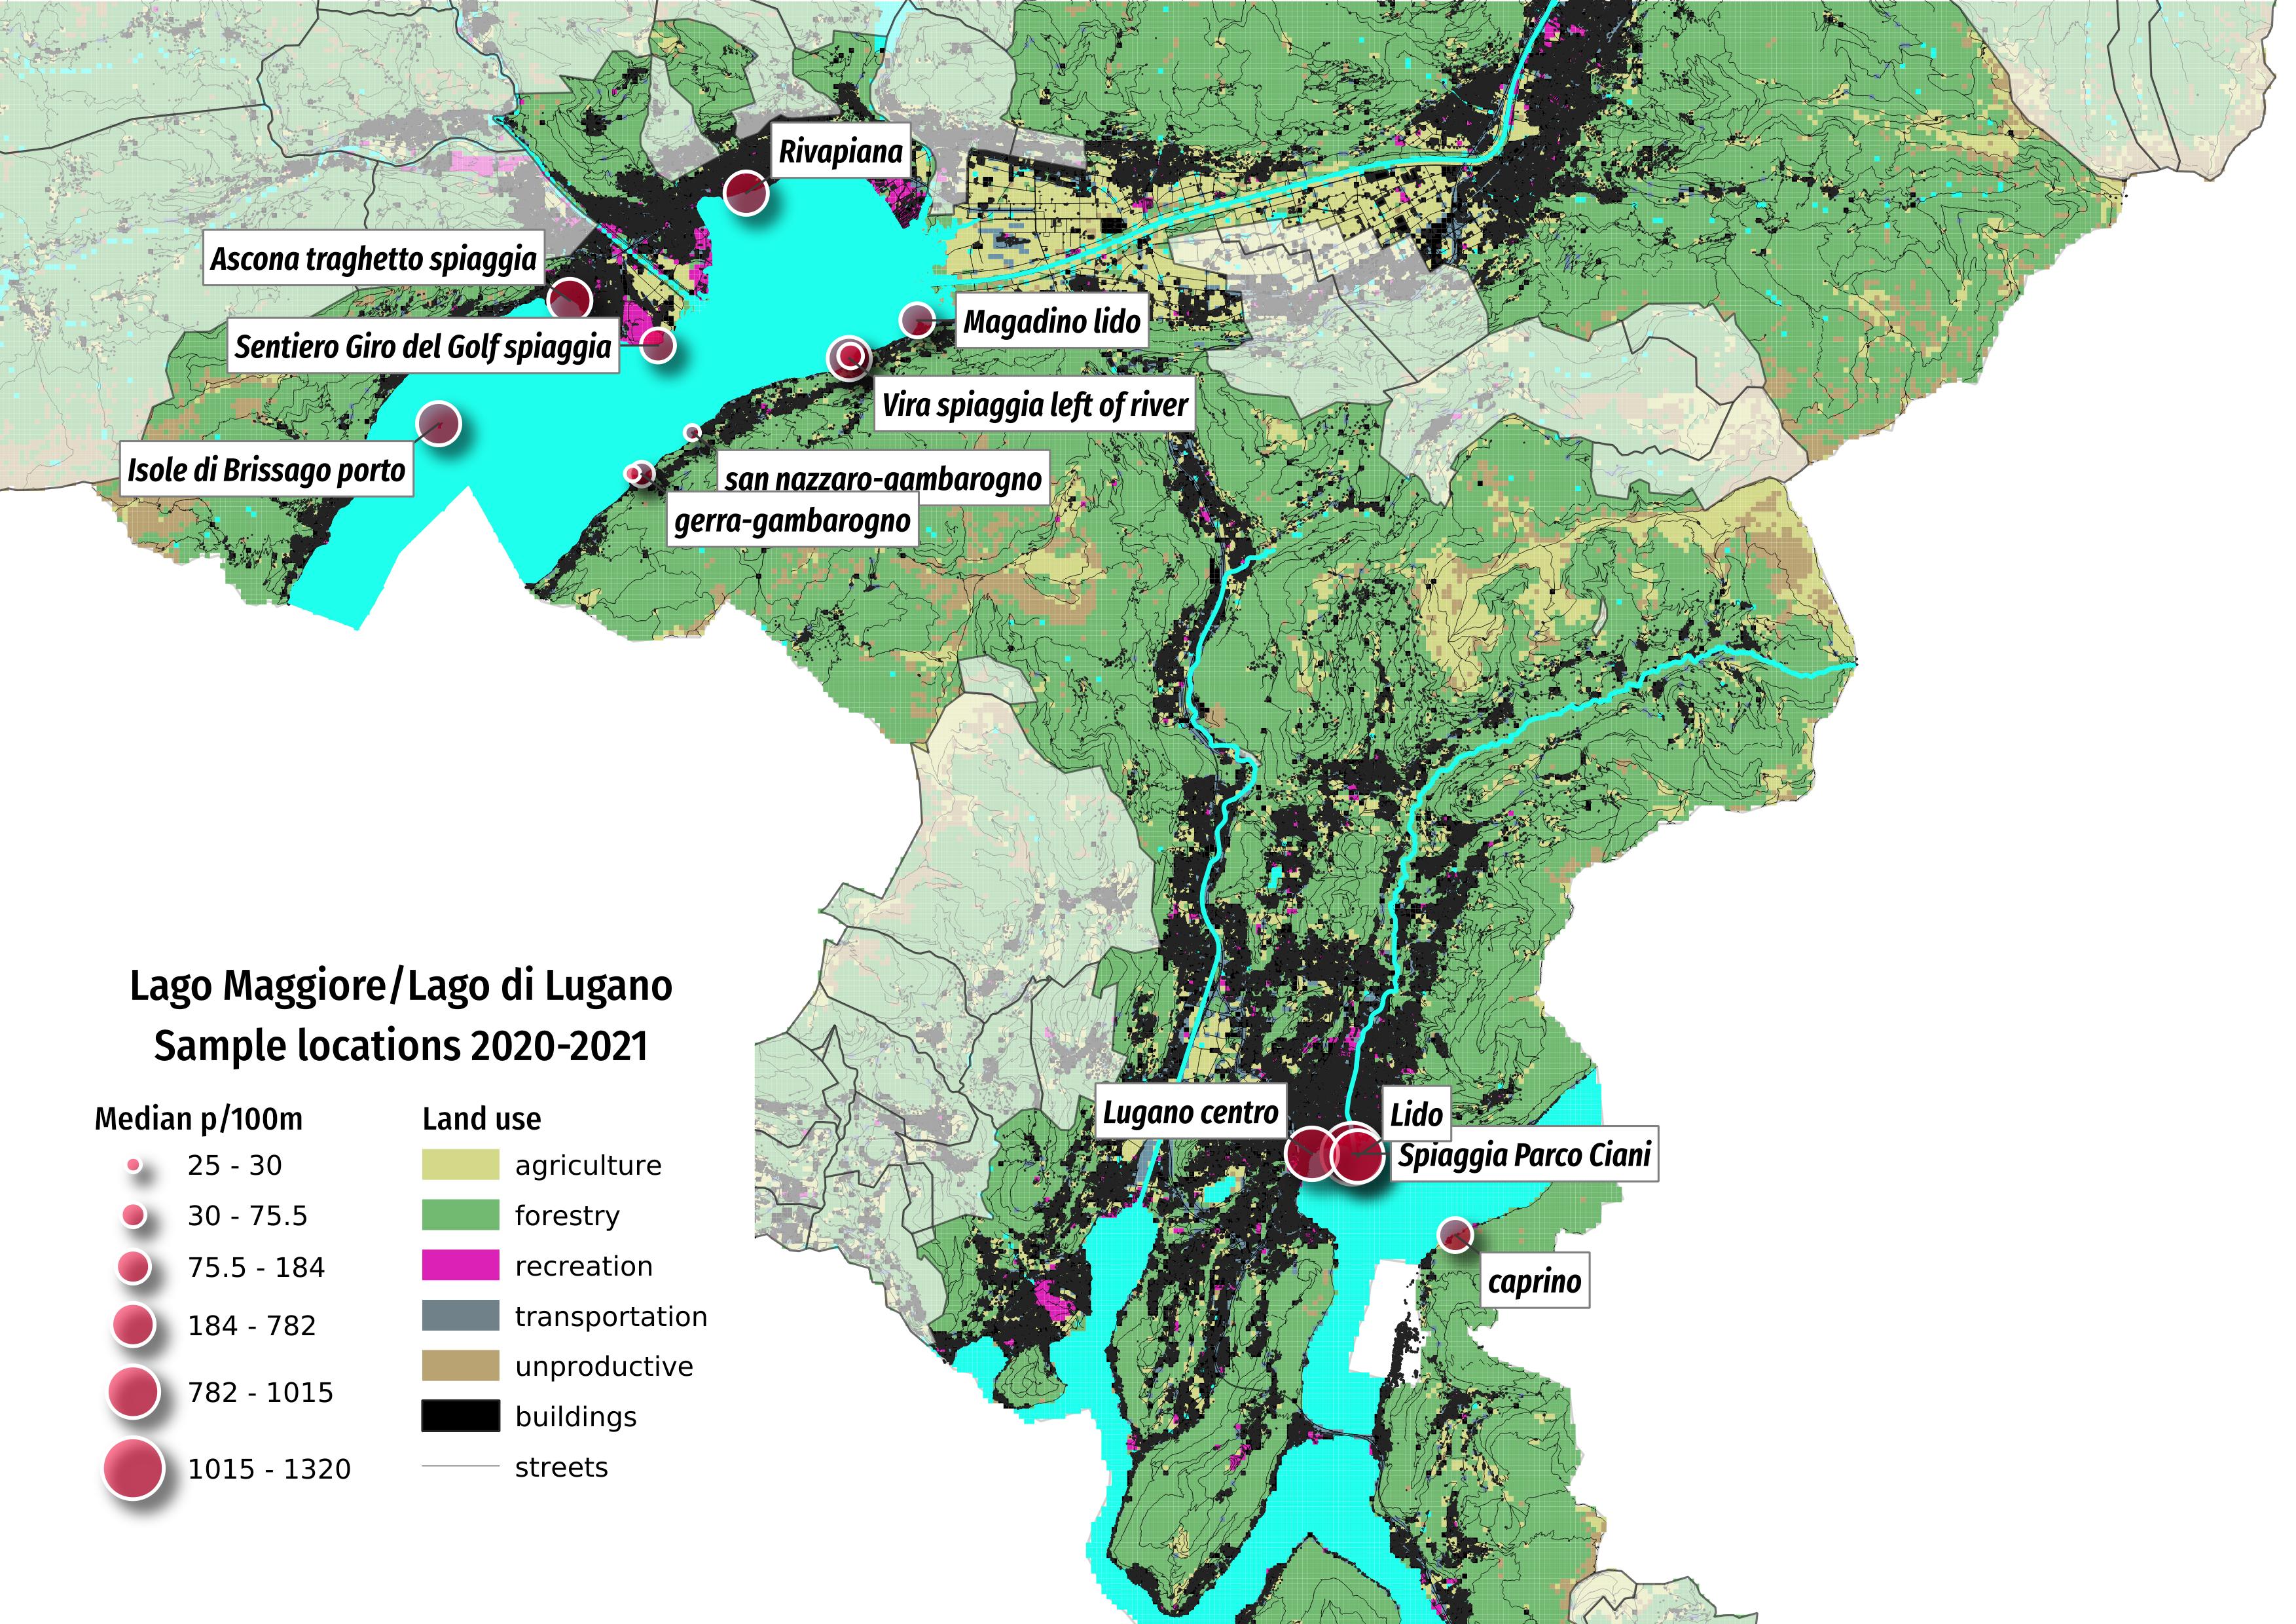 Rivapiana
Ascona traghetto spiaggia
Magadino lido
Sentiero Giro del Golf spiaggia
Vira spiaggia left of river
Isole di Brissago porto
san nazzaro-gambarogno
gerra-gambarogno
Lago Maggiore/Lago di Lugano
Sample locations 2020-2021
Median p/100m
25 - 30
30 - 75.5
75.5 - 184
184 - 782
782 - 1015
1015 - 1320
Land use
agriculture
forestry
recreation
transportation
unproductive
buildings
streets
Lugano centro
Lido
Spiaggia Parco Ciani
caprino